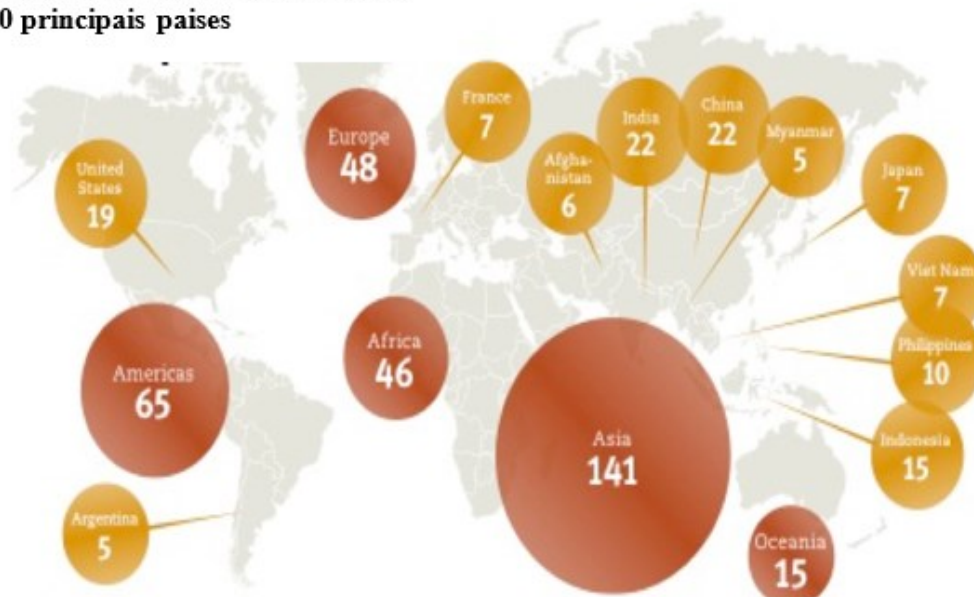 0 principais paises
United
States
19
Europe
48
France
7
Afgha-
nistan
6
India
22
China
22
Myanmar
5
Japan
7
Viet Nam
7
Philippines
10
Indonesia
15
Americas
65
Africa
46
Asia
141
Argentina
5
Oceania
15